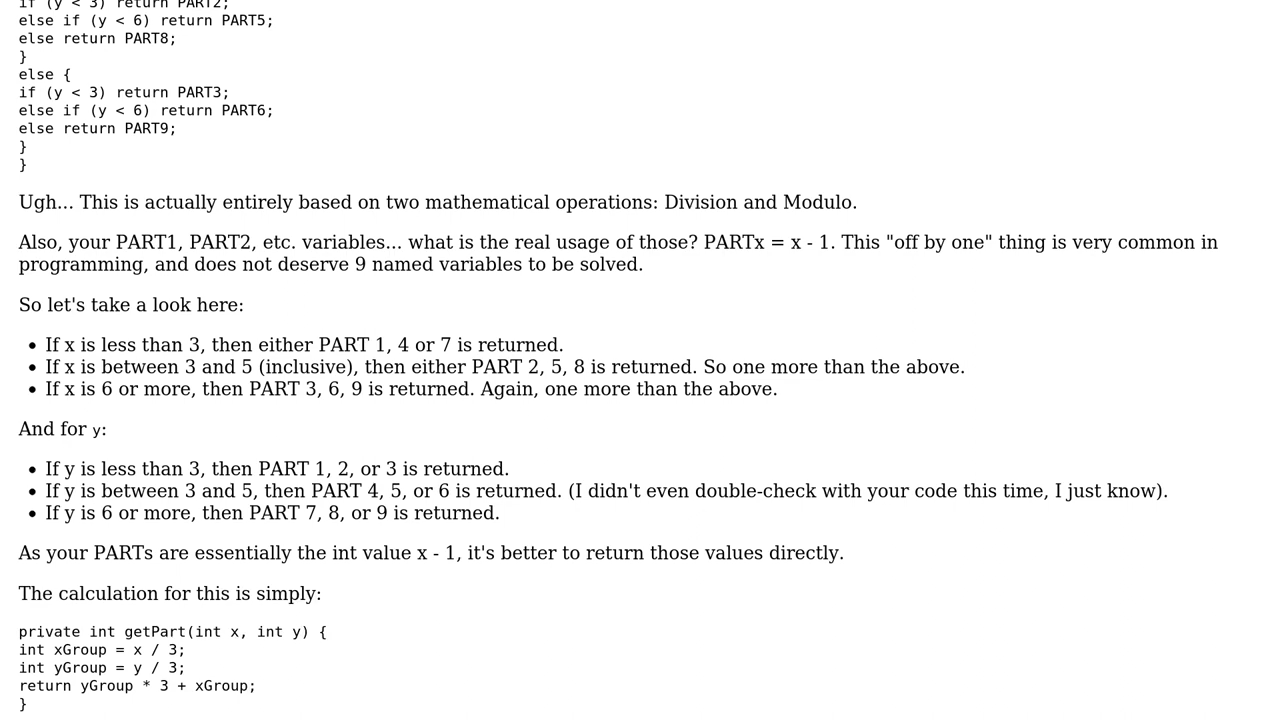 if (y < 3) return PART2;
else if (y < 6) return PART5;
else return PART8;
}
else {
if (y < 3) return PART3;
else if (y < 6) return PART6;
else return PART9;
}
}
Ugh... This is actually entirely based on two mathematical operations: Division and Modulo.
Also, your PART1, PART2, etc. variables... what is the real usage of those? PARTx = x - 1. This "off by one" thing is very common in
programming, and does not deserve 9 named variables to be solved.
So let's take a look here:
• If x is less than 3, then either PART 1, 4 or 7 is returned.
• If x is between 3 and 5 (inclusive), then either PART 2, 5, 8 is returned. So one more than the above.
• If x is 6 or more, then PART 3, 6, 9 is returned. Again, one more than the above.
And for y:
• If y is less than 3, then PART 1, 2, or 3 is returned.
• If y is between 3 and 5, then PART 4, 5, or 6 is returned. (I didn't even double-check with your code this time, I just know).
• If y is 6 or more, then PART 7, 8, or 9 is returned.
As your PARTs are essentially the int value x - 1, it's better to return those values directly.
The calculation for this is simply:
private int getPart(int x, int y) {
int xGroup = x / 3;
int yGroup = y / 3;
return yGroup * 3 + xGroup;
}